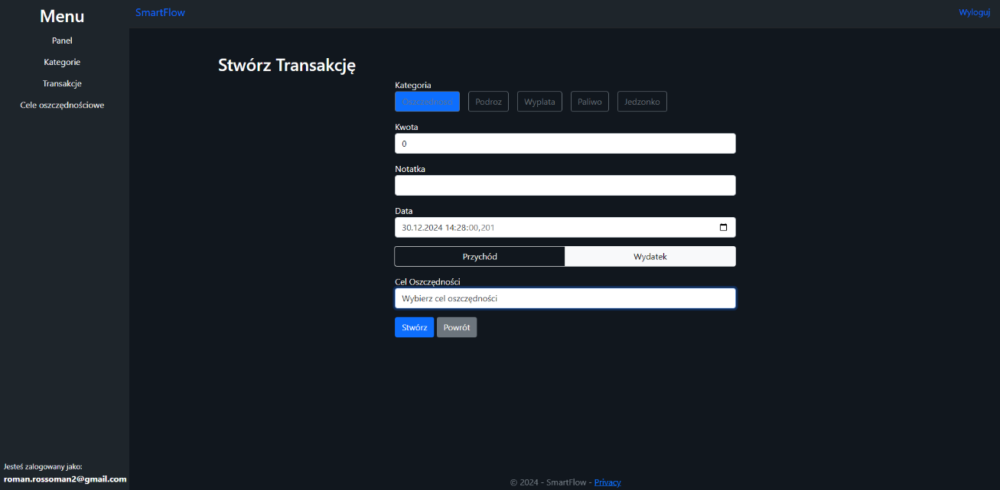 Menu
Panel
Kategorie
Transakcje
Cele oszczędnościowe
Jesteś zalogowany jako:
roman.rossoman2@gmail.com
SmartFlow
Wyloguj
Stwórz Transakcję
Kategoria
Oszczednosci Podroz Wyplata Paliwo Jedzonko
Kwota
0
Notatka
Data
30.12.2024 14:28:00,201
Przychód Wydatek
Cel Oszczędności
Wybierz cel oszczędności
Stwórz Powrót
© 2024 - SmartFlow - Privacy